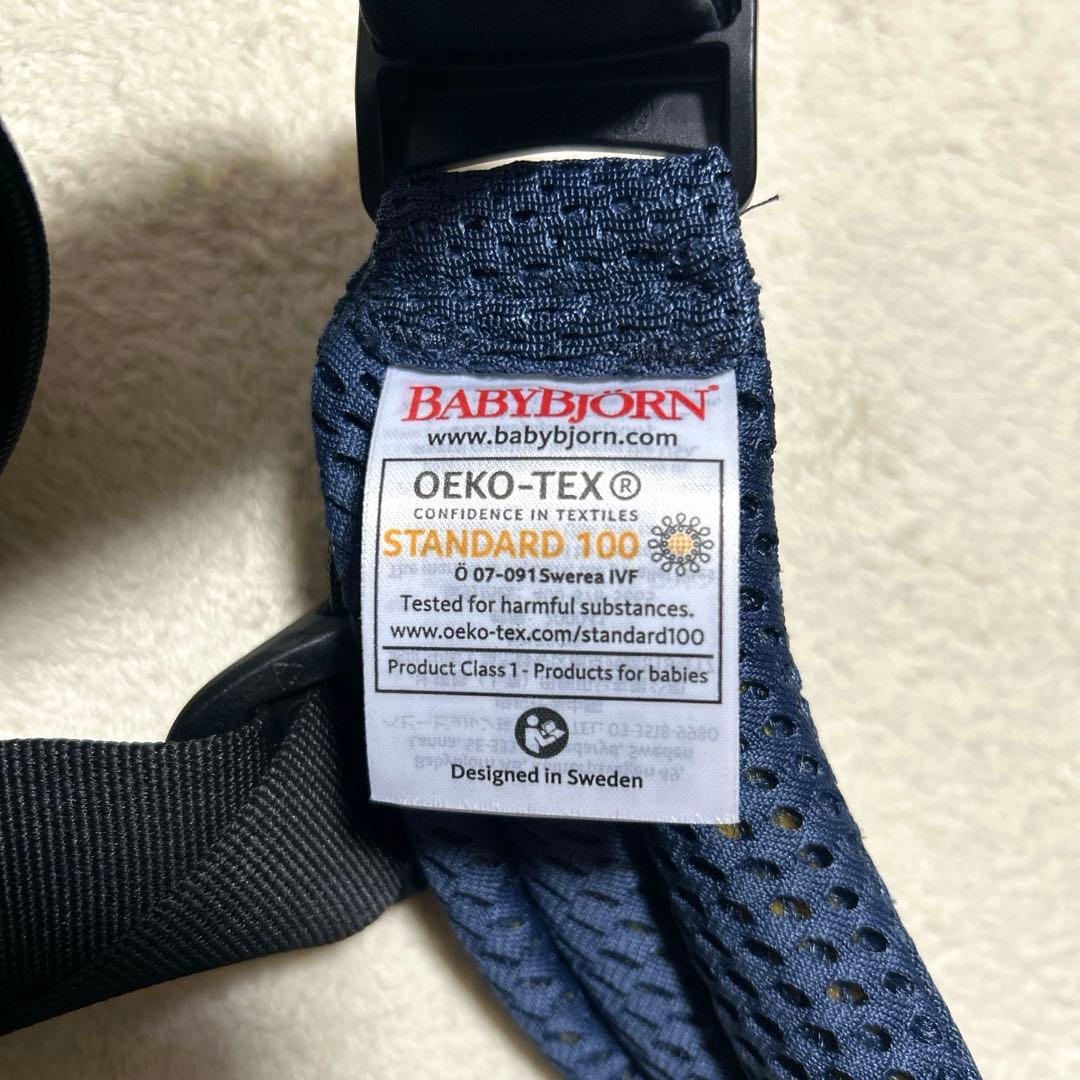 BABYBJÖRN®
www.babybjorn.com
OEKO-TEX®
CONFIDENCE IN TEXTILES
STANDARD 100
Ö 07-091 Swerea IVF
Tested for harmful substances.
www.oeko-tex.com/standard100
Product Class 1 - Products for babies
Designed in Sweden